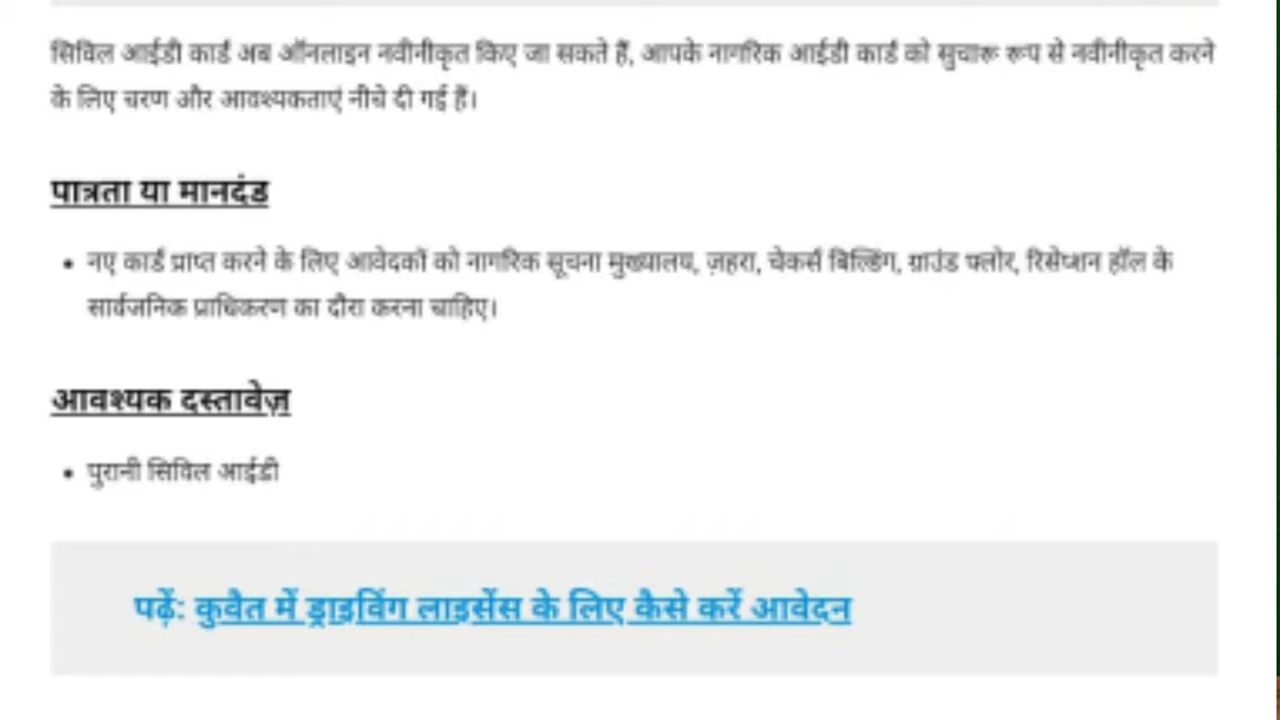 सिविल आईडी कार्ड अब ऑनलाइन नवीनीकृत किए जा सकते हैं, आपके नागरिक आईडी कार्ड को सुचारू रूप से नवीनीकृत करने
के लिए चरण और आवश्यकताएं नीचे दी गई हैं।
पात्रता या मानदंड
• नए कार्ड प्राप्त करने के लिए आवेदकों को नागरिक सूचना मुख्यालय, ज़हरा, चेकर्स बिल्डिंग, ग्राउंड फ्लोर, रिसेप्शन हॉल के
सार्वजनिक प्राधिकरण का दौरा करना चाहिए।
आवश्यक दस्तावेज़
• पुरानी सिविल आईडी
पढ़ें: कुवैत में ड्राइविंग लाइसेंस के लिए कैसे करें आवेदन